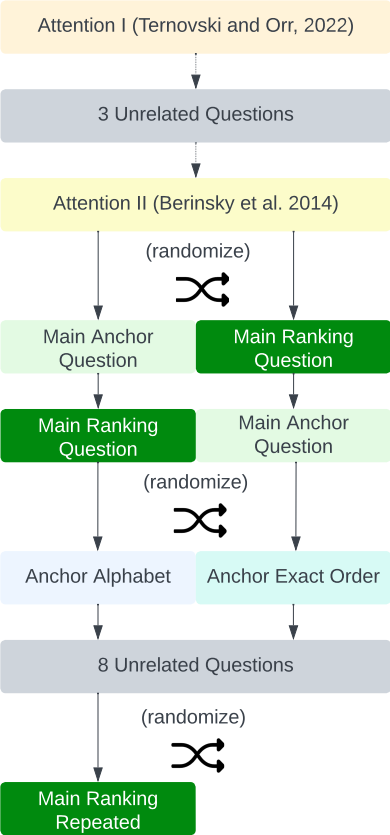 Attention I (Ternovski and Orr, 2022)
3 Unrelated Questions
Attention II (Berinsky et al. 2014)
(randomize)
Main Anchor
Question
Main Ranking
Question
Main Ranking
Question
Main Anchor
Question
(randomize)
Anchor Alphabet
Anchor Exact Order
8 Unrelated Questions
(randomize)
Main Ranking
Repeated